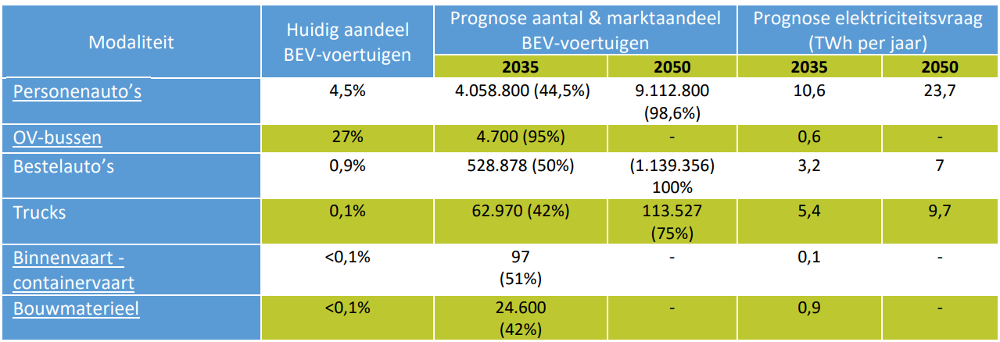 Modaliteit
Huidig aandeel
BEV-voertuigen
Prognose aantal & marktaandeel
BEV-voertuigen
Prognose elektriciteitsvraag
(TWh per jaar)
2035
2050
2035
2050
Personenauto's
4,5%
4.058.800 (44,5%)
9.112.800
(98,6%)
10,6
23,7
OV-bussen
27%
4.700 (95%)
-
0,6
-
Bestelauto's
0,9%
528.878 (50%)
(1.139.356)
100%
3,2
7
Trucks
0,1%
62.970 (42%)
113.527
(75%)
5,4
9,7
Binnenvaart -
containervaart
<0,1%
97
(51%)
-
0,1
-
Bouwmaterieel
<0,1%
24.600
(42%)
-
0,9
-